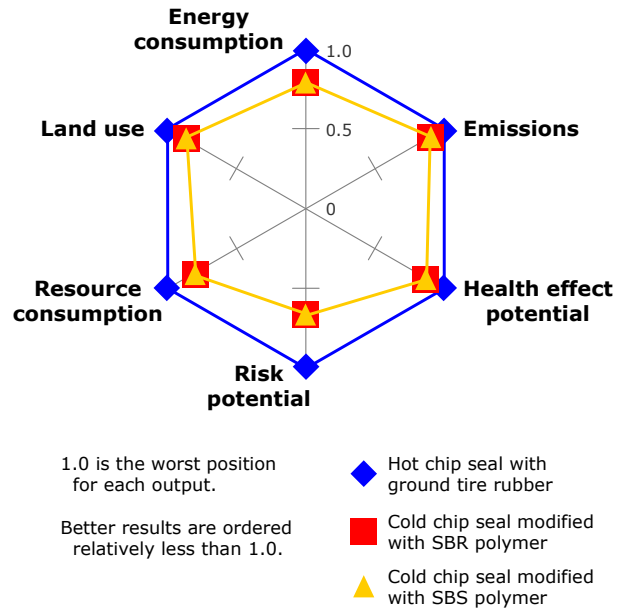 Energy
consumption
1.0
Land use
0.5
Emissions
0
Resource
consumption
Health effect
potential
Risk
potential
1.0 is the worst position
for each output.
Better results are ordered
relatively less than 1.0.
Hot chip seal with
ground tire rubber
Cold chip seal modified
with SBR polymer
Cold chip seal modified
with SBS polymer